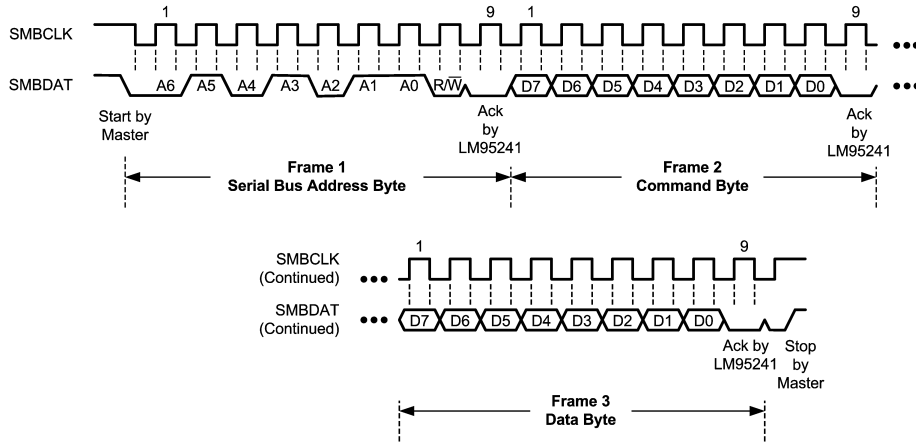 1 9 1 9
SMBCLK
SMBDAT A6 A5 A4 A3 A2 A1 A0 R/W̅ D7 D6 D5 D4 D3 D2 D1 D0
Start by
Master
Ack
by
LM95241
Ack
by
LM95241
Frame 1
Serial Bus Address Byte
Frame 2
Command Byte
1 9
SMBCLK
(Continued)
SMBDAT
(Continued)
D7 D6 D5 D4 D3 D2 D1 D0
Ack by
LM95241
Stop
by
Master
Frame 3
Data Byte